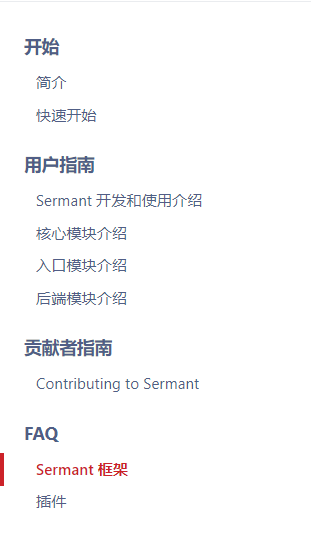 开始
简介
快速开始
用户指南
Sermant 开发和使用介绍
核心模块介绍
入口模块介绍
后端模块介绍
贡献者指南
Contributing to Sermant
FAQ
Sermant 框架
插件